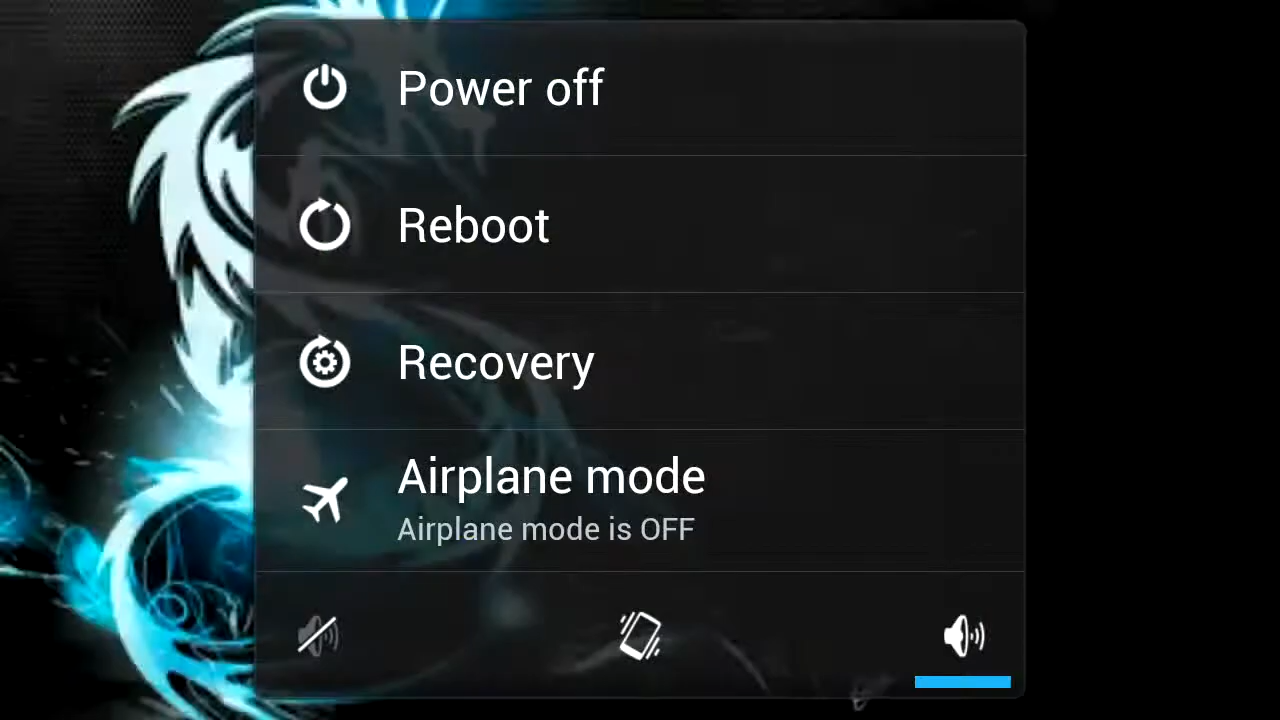 Power off
Reboot
Recovery
Airplane mode
Airplane mode is OFF